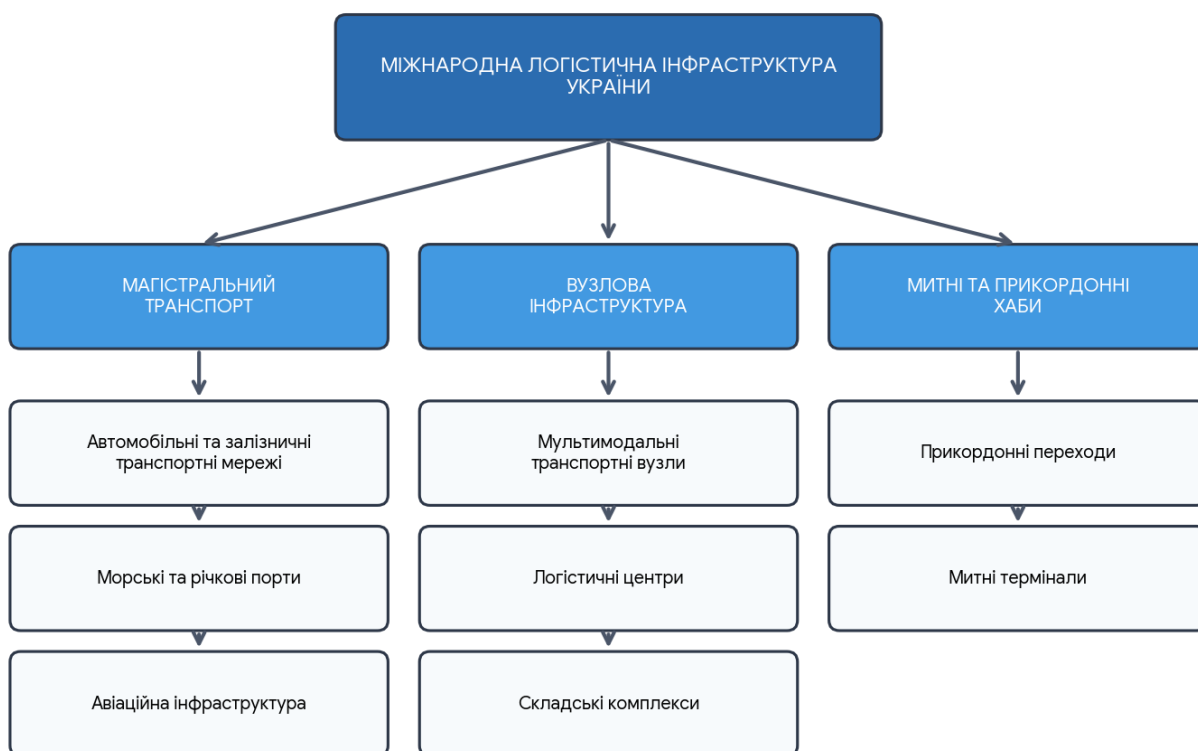 МІЖНАРОДНА ЛОГІСТИЧНА ІНФРАСТРУКТУРА
УКРАЇНИ
МАГІСТРАЛЬНИЙ
ТРАНСПОРТ
ВУЗЛОВА
ІНФРАСТРУКТУРА
МИТНІ ТА ПРИКОРДОННІ
ХАБИ
Автомобільні та залізничні
транспортні мережі
Мультимодальні
транспортні вузли
Прикордонні переходи
Морські та річкові порти
Логістичні центри
Митні термінали
Авіаційна інфраструктура
Складські комплекси